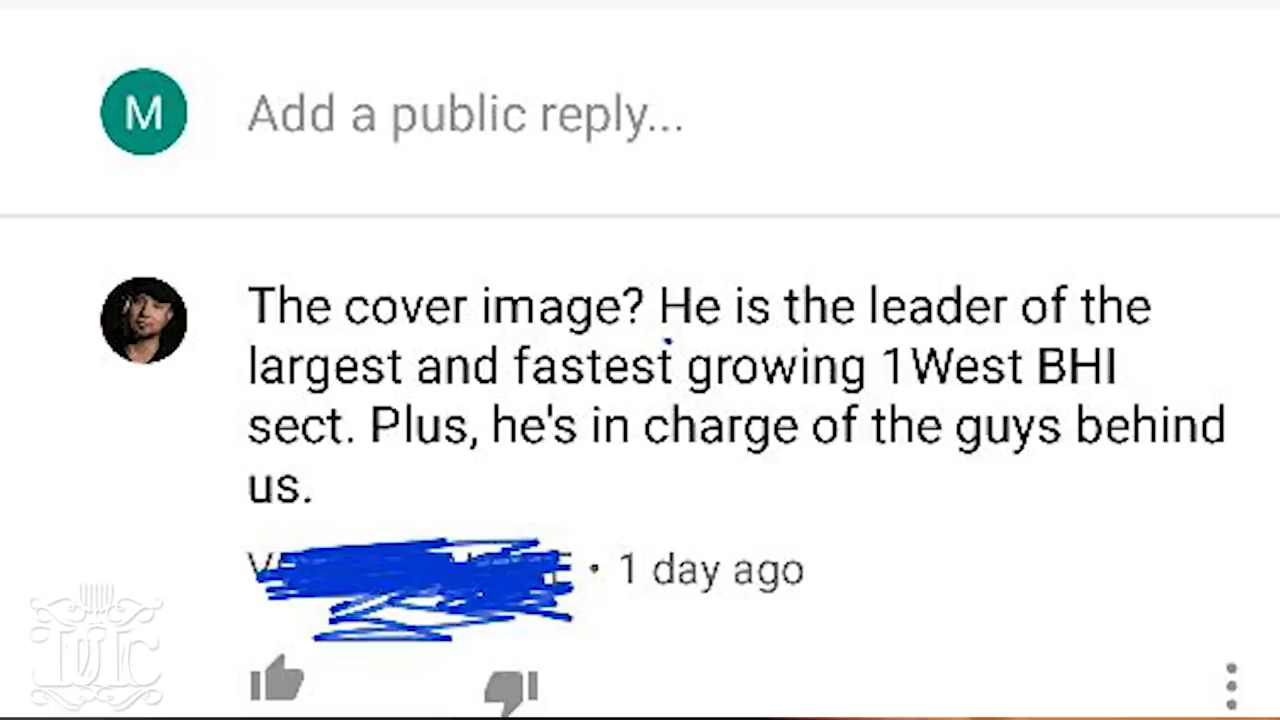 M
Add a public reply...
The cover image? He is the leader of the
largest and fastest growing 1West BHI
sect. Plus, he's in charge of the guys behind
us.
• 1 day ago
IUIC